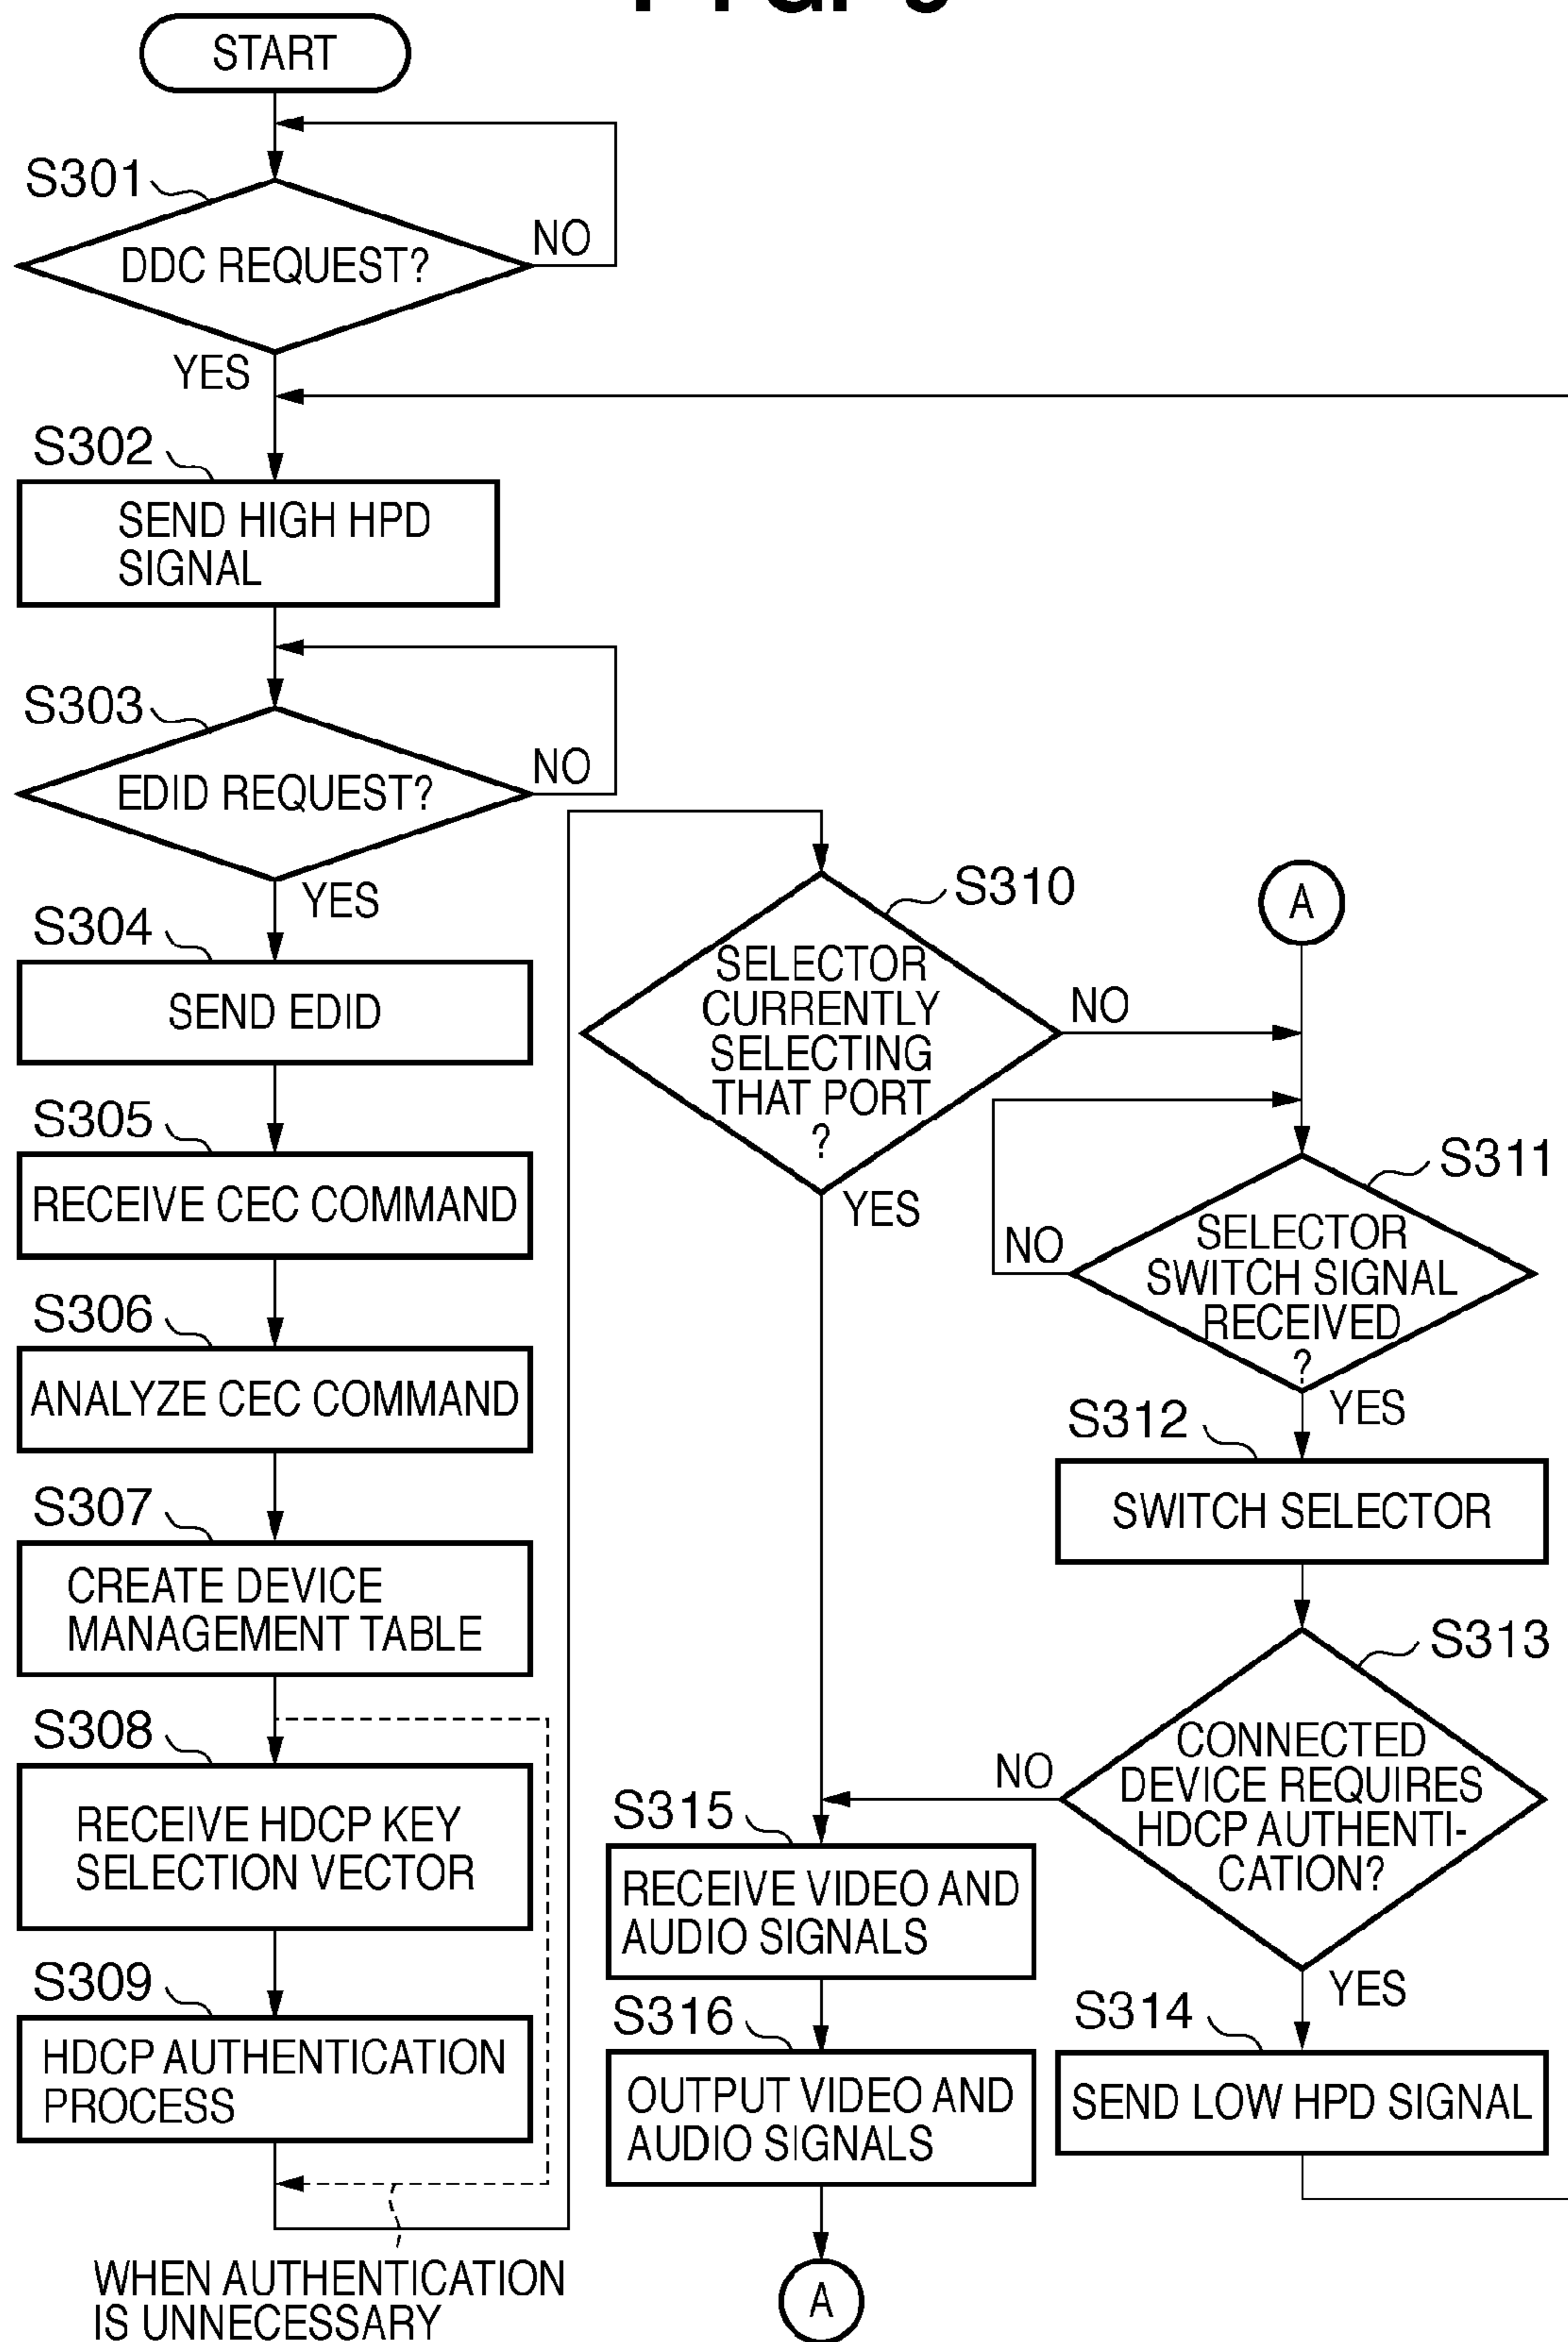 START
S301
DDC REQUEST?
NO
YES
S302
SEND HIGH HPD
SIGNAL
S303
EDID REQUEST?
NO
YES
S304
SEND EDID
S305
RECEIVE CEC COMMAND
S306
ANALYZE CEC COMMAND
S307
CREATE DEVICE
MANAGEMENT TABLE
S308
RECEIVE HDCP KEY
SELECTION VECTOR
S309
HDCP AUTHENTICATION
PROCESS
WHEN AUTHENTICATION
IS UNNECESSARY
S310
SELECTOR
CURRENTLY
SELECTING
THAT PORT
?
NO
YES
A
S311
SELECTOR
SWITCH SIGNAL
RECEIVED
?
NO
YES
S312
SWITCH SELECTOR
S313
CONNECTED
DEVICE REQUIRES
HDCP AUTHENTI-
CATION?
NO
YES
S314
SEND LOW HPD SIGNAL
S315
RECEIVE VIDEO AND
AUDIO SIGNALS
S316
OUTPUT VIDEO AND
AUDIO SIGNALS
A